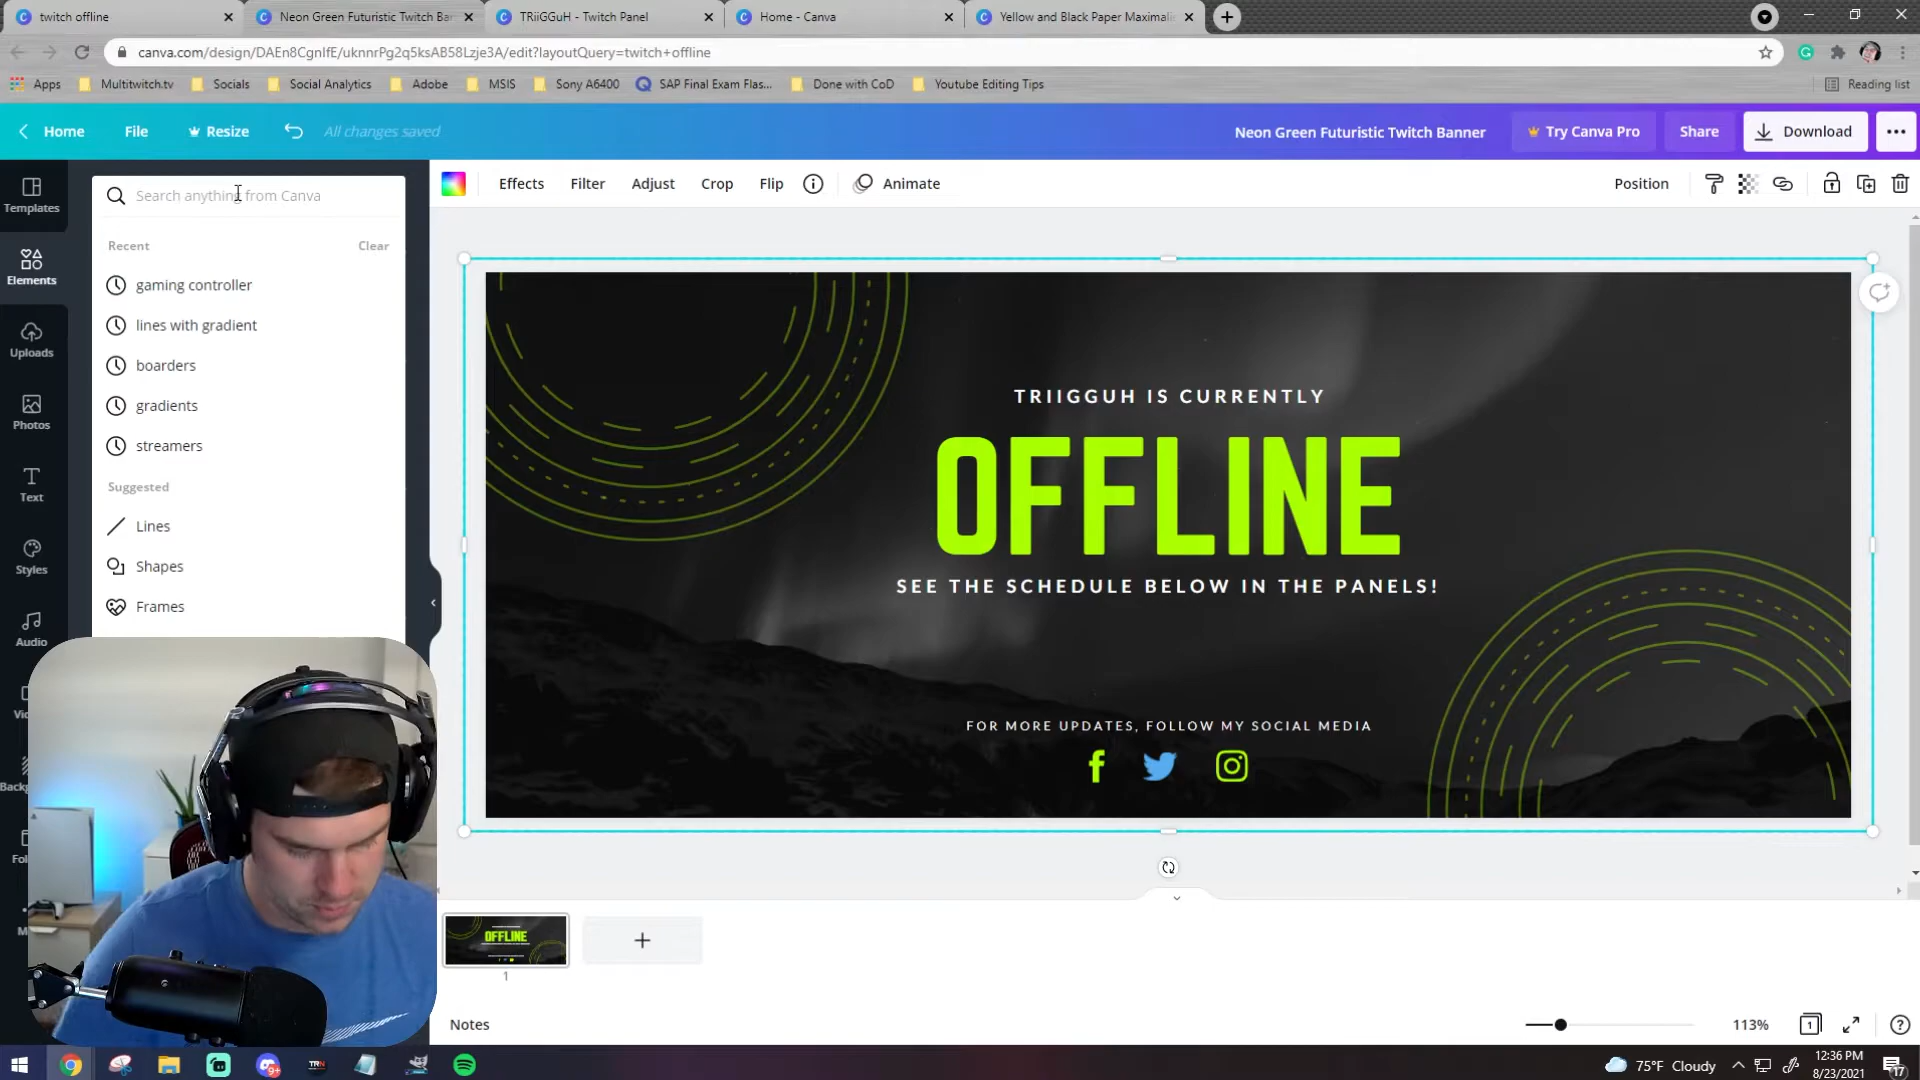 twitch offline
Neon Green Futuristic Twitch Ban
TRiiGGuH - Twitch Panel
Home - Canva
Yellow and Black Paper Maximali
canva.com/design/DAEn8CgnIfE/uknnrPg2q5ksAB58Lzje3A/edit?layoutQuery=twitch+offline
Apps
Multitwitch.tv
Socials
Social Analytics
Adobe
MSIS
Sony A6400
SAP Final Exam Flas...
Done with CoD
Youtube Editing Tips
Reading list
Home
File
Resize
All changes saved
Neon Green Futuristic Twitch Banner
Try Canva Pro
Share
Download
Templates
Elements
Uploads
Photos
Text
Styles
Audio
Search anything from Canva
Recent
Clear
gaming controller
lines with gradient
boarders
gradients
streamers
Suggested
Lines
Shapes
Frames
Effects
Filter
Adjust
Crop
Flip
Animate
Position
TRIIGGUH IS CURRENTLY
OFFLINE
SEE THE SCHEDULE BELOW IN THE PANELS!
FOR MORE UPDATES, FOLLOW MY SOCIAL MEDIA
OFFLINE
1
Notes
113%
1
TRN
9+
75°F Cloudy
12:36 PM
8/23/2021
17